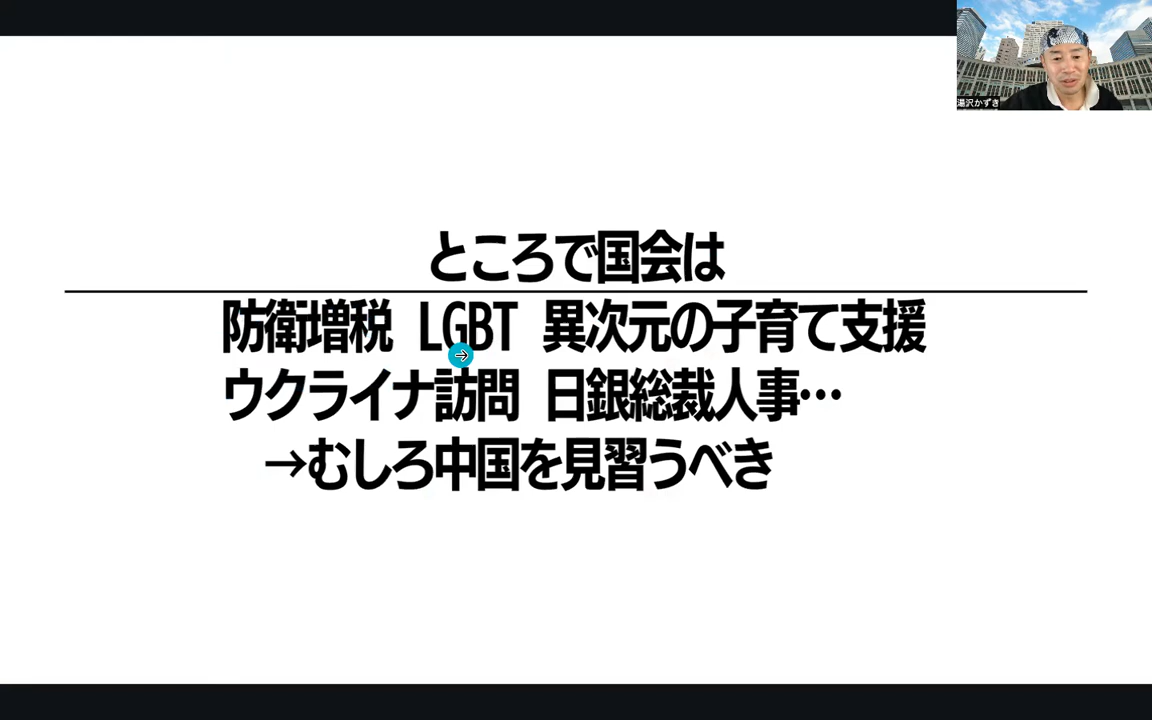 湯沢かずき
ところで国会は
防衛増税 LGBT 異次元の子育て支援
ウクライナ訪問 日銀総裁人事…
→むしろ中国を見習うべき